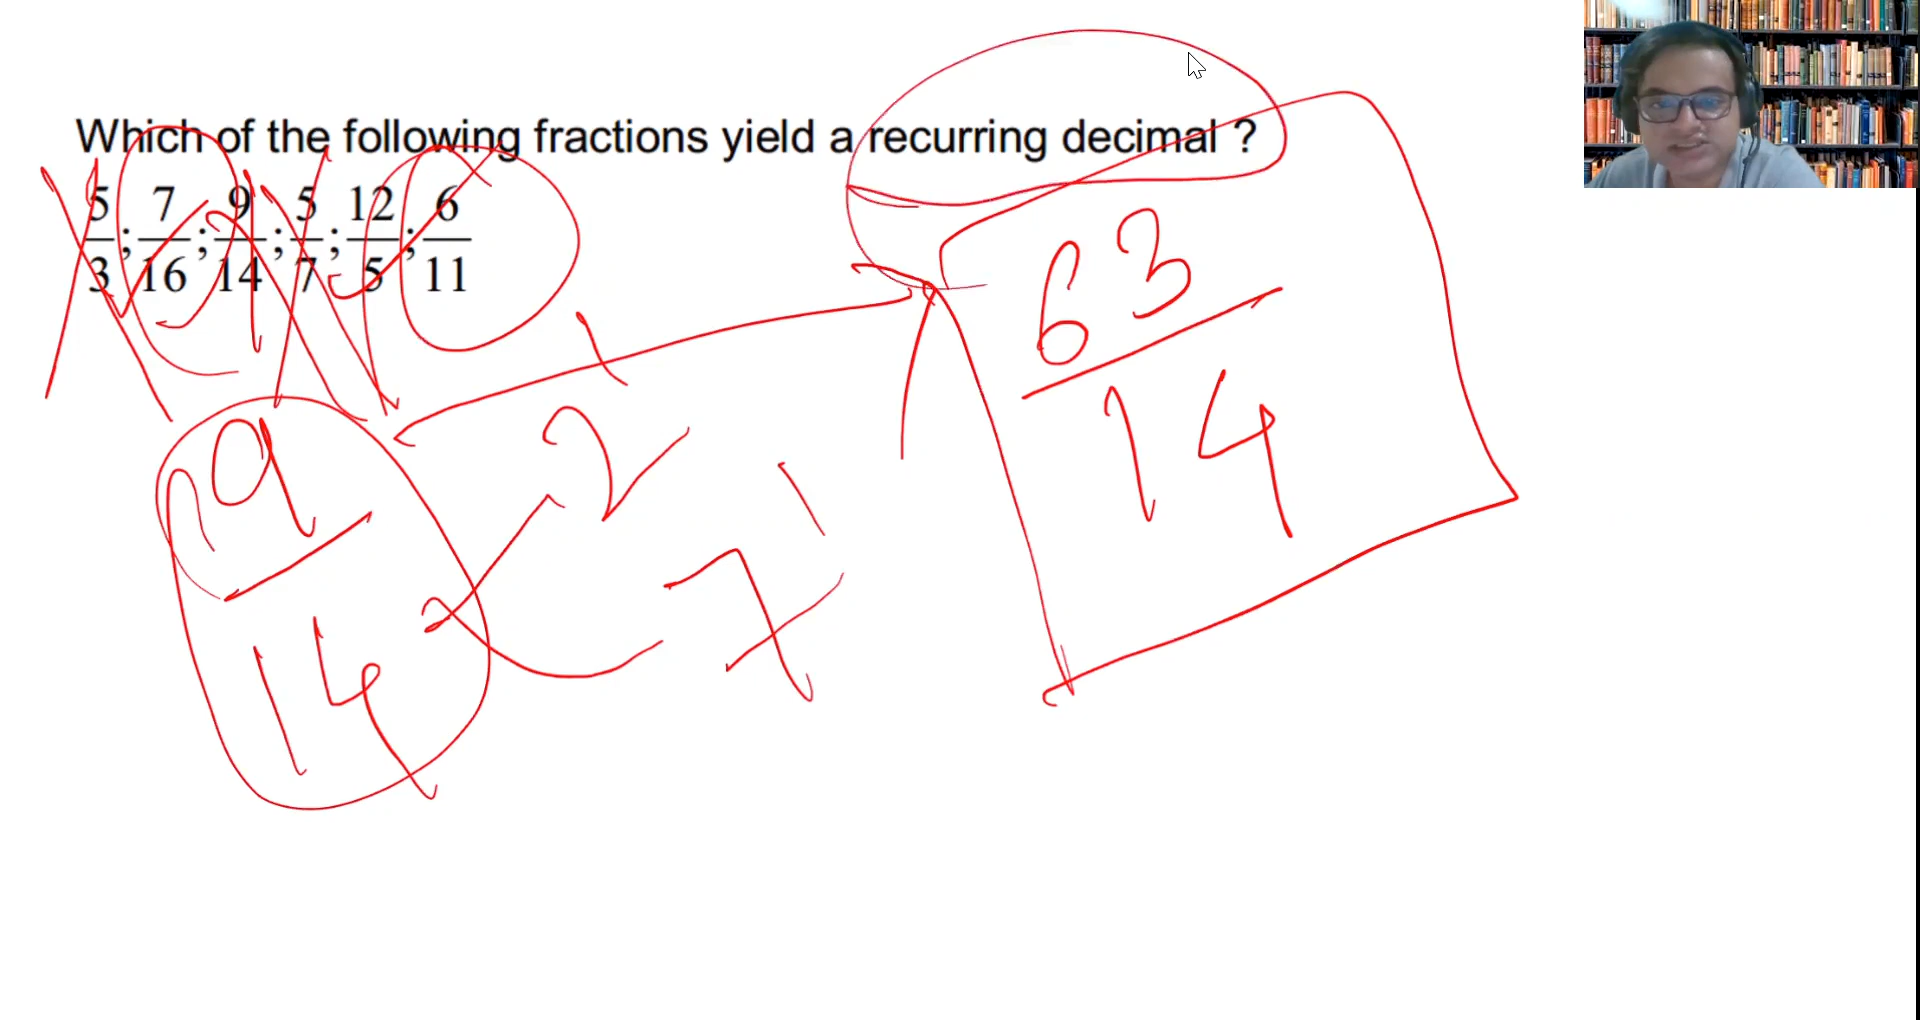 Which of the following fractions yield a recurring decimal ?
5/3 ; 7/16 ; 9/14 ; 5/7 ; 12/5 ; 6/11
63/14
9/14
2
7